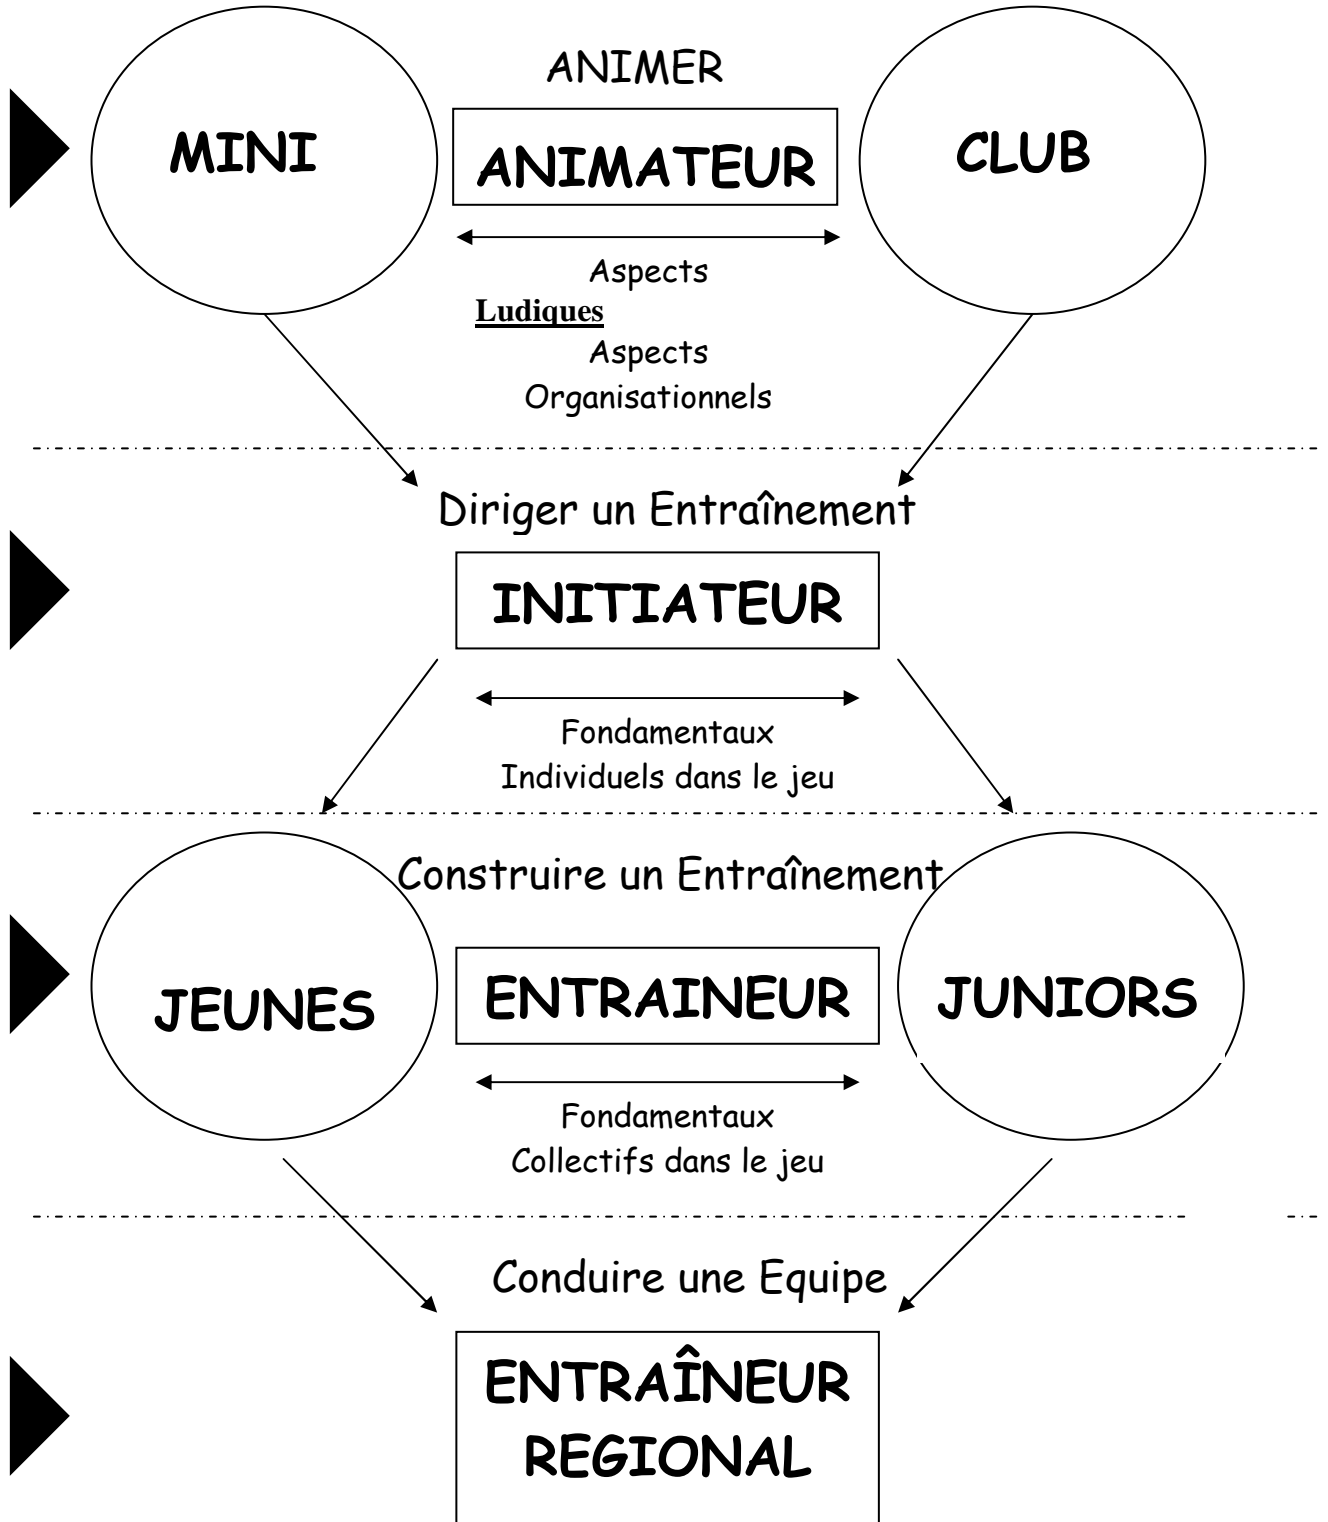 ANIMER
MINI
ANIMATEUR
CLUB
Aspects
Ludiques
Aspects
Organisationnels
Diriger un Entraînement
INITIATEUR
Fondamentaux
Individuels dans le jeu
Construire un Entraînement
JEUNES
ENTRAINEUR
JUNIORS
Fondamentaux
Collectifs dans le jeu
Conduire une Equipe
ENTRAÎNEUR
REGIONAL